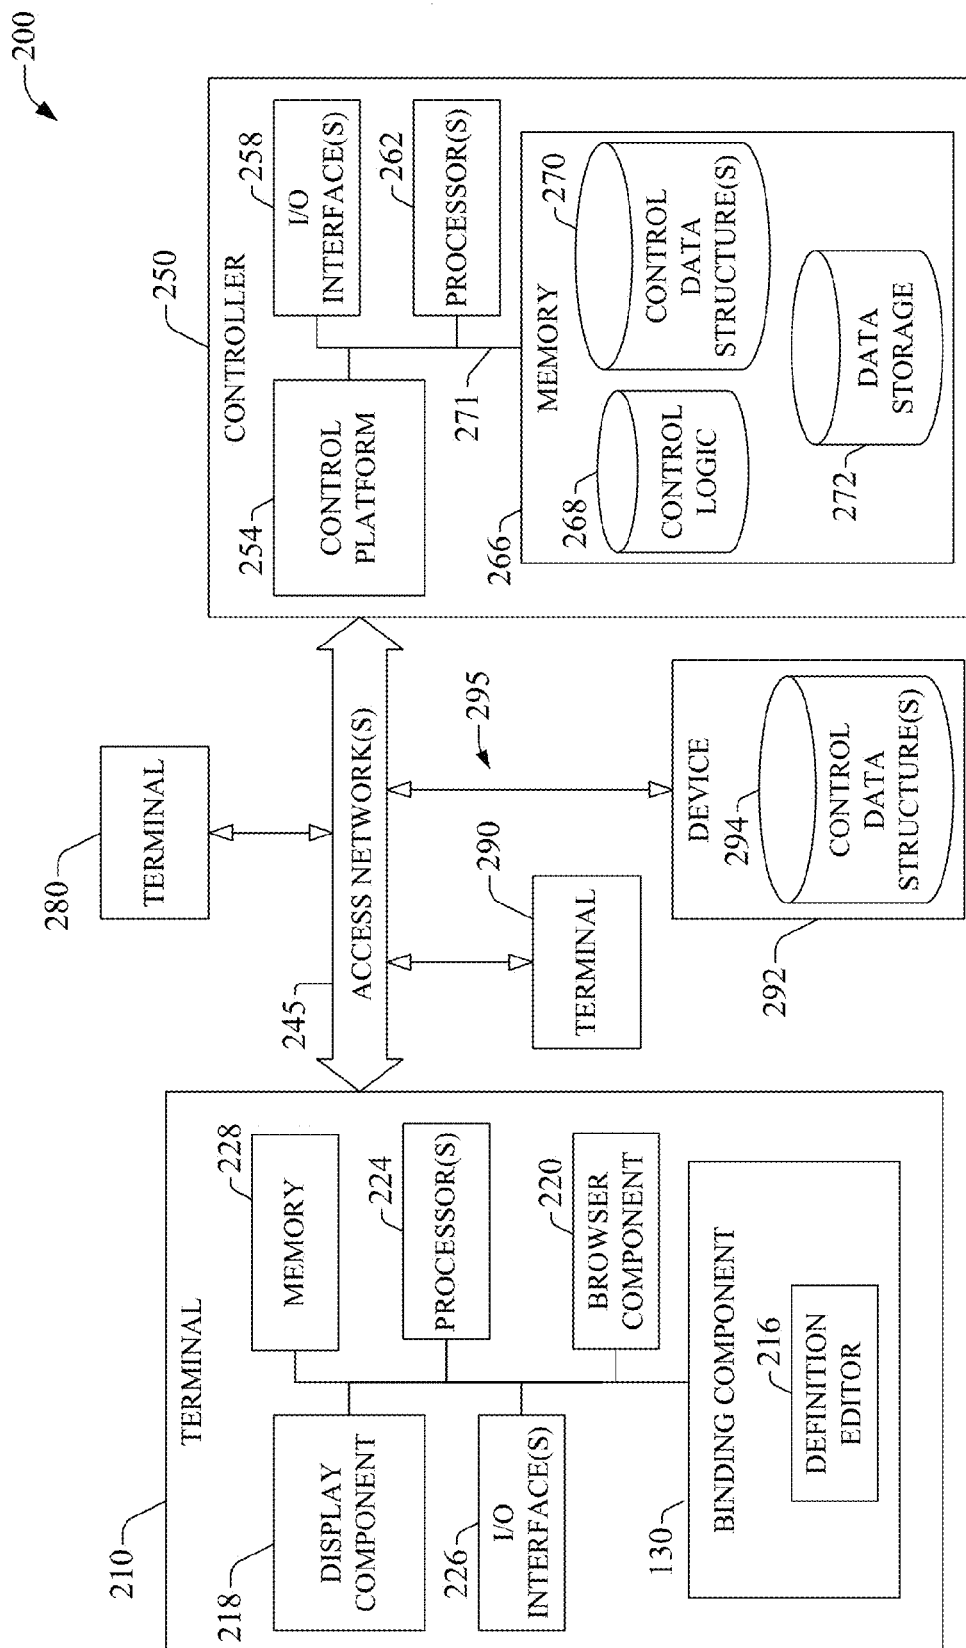 200
210
TERMINAL
218
DISPLAY
COMPONENT
228
MEMORY
224
PROCESSOR(S)
226
I/O
INTERFACE(S)
220
BROWSER
COMPONENT
130
BINDING COMPONENT
216
DEFINITION
EDITOR
280
TERMINAL
245
ACCESS NETWORK(S)
295
290
TERMINAL
292
DEVICE
294
CONTROL
DATA
STRUCTURE(S)
250
CONTROLLER
254
CONTROL
PLATFORM
258
I/O
INTERFACE(S)
262
PROCESSOR(S)
271
266
MEMORY
268
CONTROL
LOGIC
270
CONTROL
DATA
STRUCTURE(S)
272
DATA
STORAGE